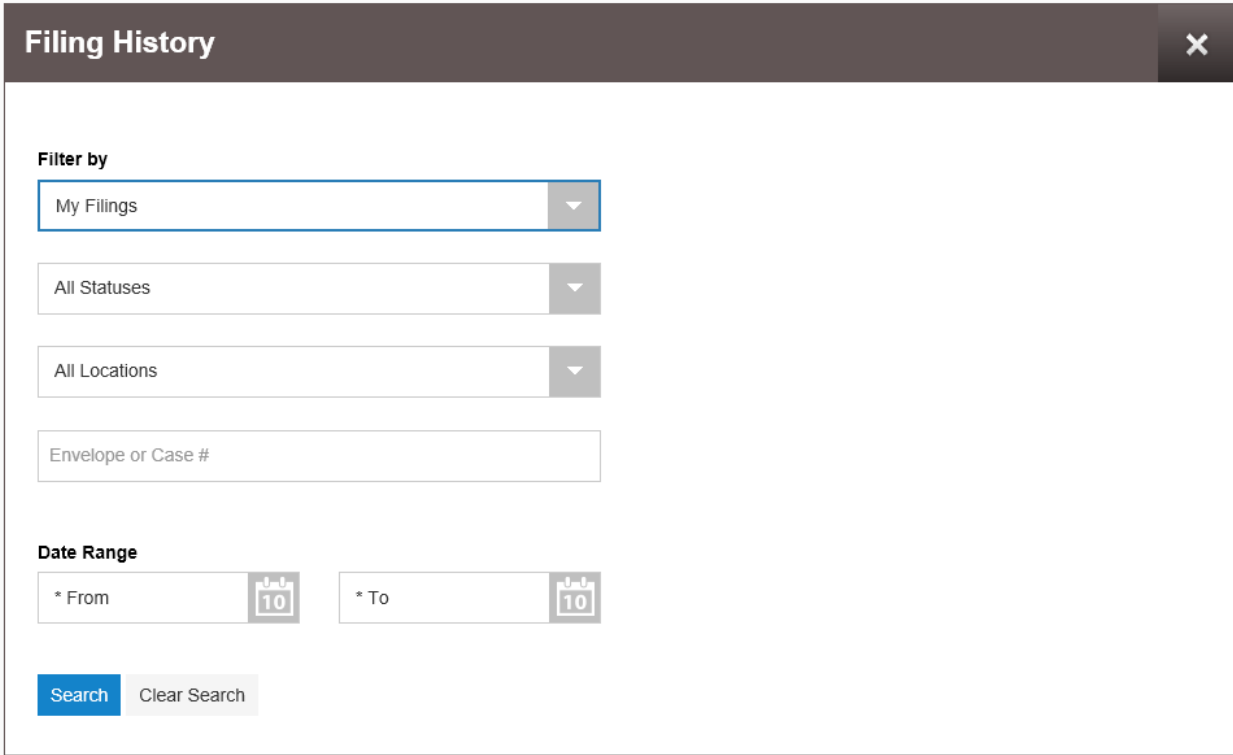 Filing History
Filter by
My Filings
All Statuses
All Locations
Envelope or Case #
Date Range
* From 10 * To 10
Search Clear Search